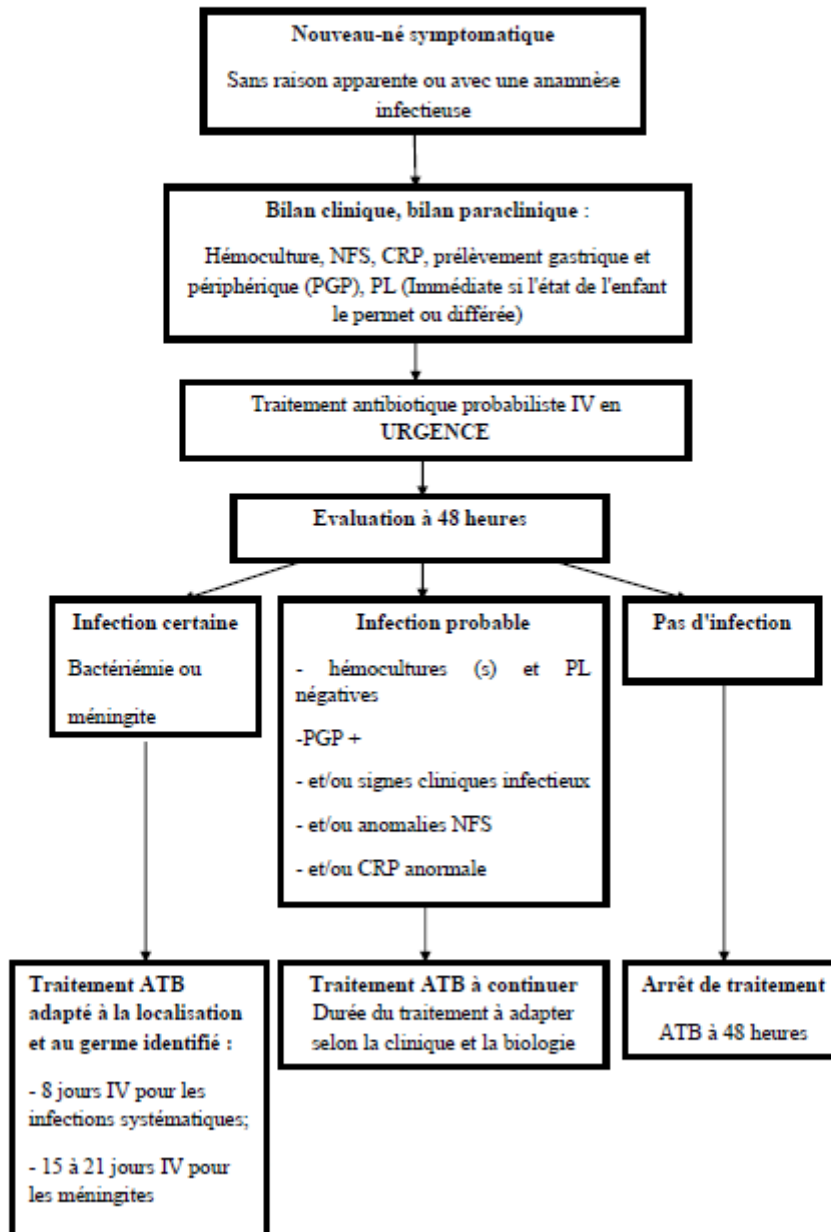 Nouveau-né symptomatique
Sans raison apparente ou avec une anamnèse
infectieuse
Bilan clinique, bilan paraclinique :
Hémoculture, NFS, CRP, prélèvement gastrique et
périphérique (PGP), PL (Immédiate si l'état de l'enfant
le permet ou différée)
Traitement antibiotique probabiliste IV en
URGENCE
Evaluation à 48 heures
Infection certaine
Bactériémie ou
méningite
Infection probable
- hémocultures (s) et PL
négatives
-PGP +
- et/ou signes cliniques infectieux
- et/ou anomalies NFS
- et/ou CRP anormale
Pas d'infection
Traitement ATB
adapté à la localisation
et au germe identifié :
- 8 jours IV pour les
infections systématiques;
- 15 à 21 jours IV pour
les méningites
Traitement ATB à continuer
Durée du traitement à adapter
selon la clinique et la biologie
Arrêt de traitement
ATB à 48 heures